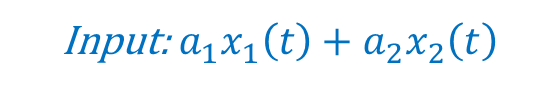 Input: a₁x₁(t) + a₂x₂(t)